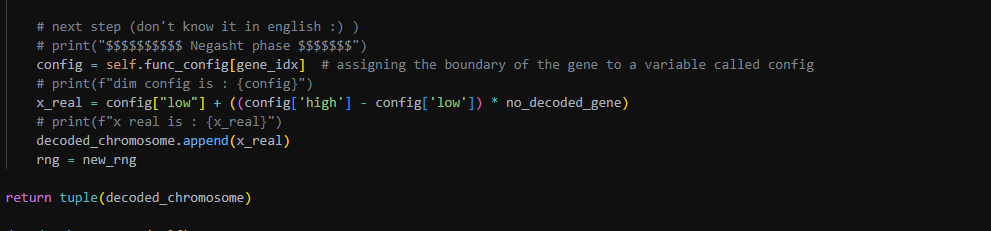 # next step (don't know it in english :) )
# print("$$$$$$$$$$ Negasht phase $$$$$$$")
config = self.func_config[gene_idx]  # assigning the boundary of the gene to a variable called config
# print(f"dim config is : {config}")
x_real = config["low"] + ((config['high'] - config['low']) * no_decoded_gene)
# print(f"x real is : {x_real}")
decoded_chromosome.append(x_real)
rng = new_rng
return tuple(decoded_chromosome)